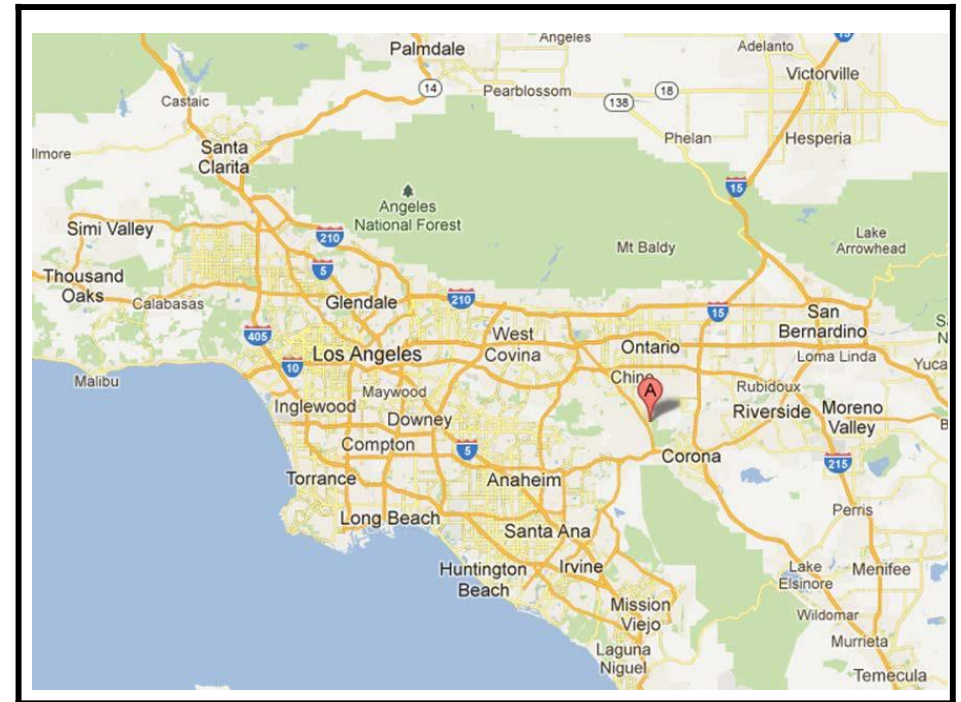 Angeles
Palmdale
Adelanto
15
Victorville
14
Pearblossom
18
138
Castaic
Phelan
Hesperia
Santa
Clarita
llmore
15
Angeles
National Forest
Simi Valley
210
Mt Baldy
Lake
Arrowhead
5
Thousand
Oaks
Calabasas
Glendale
210
15
San
Bernardino
405
West
Covina
Ontario
Los Angeles
Loma Linda
Yuca
10
Malibu
Maywood
Chino
A
Rubidoux
Inglewood
Downey
Riverside
Moreno
Valley
Compton
5
Corona
215
Torrance
Anaheim
Long Beach
Perris
Santa Ana
Huntington
Beach
Irvine
Lake
Elsinore
Menifee
Mission
Viejo
Wildomar
Murrieta
Laguna
Niguel
Temecula